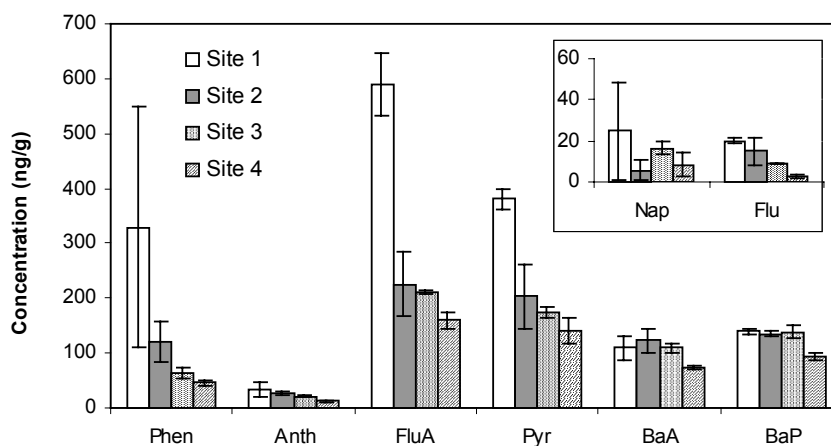 700
600
500
400
300
200
100
0
Concentration (ng/g)
Site 1
Site 2
Site 3
Site 4
60
40
20
0
Nap Flu
Phen Anth FluA Pyr BaA BaP